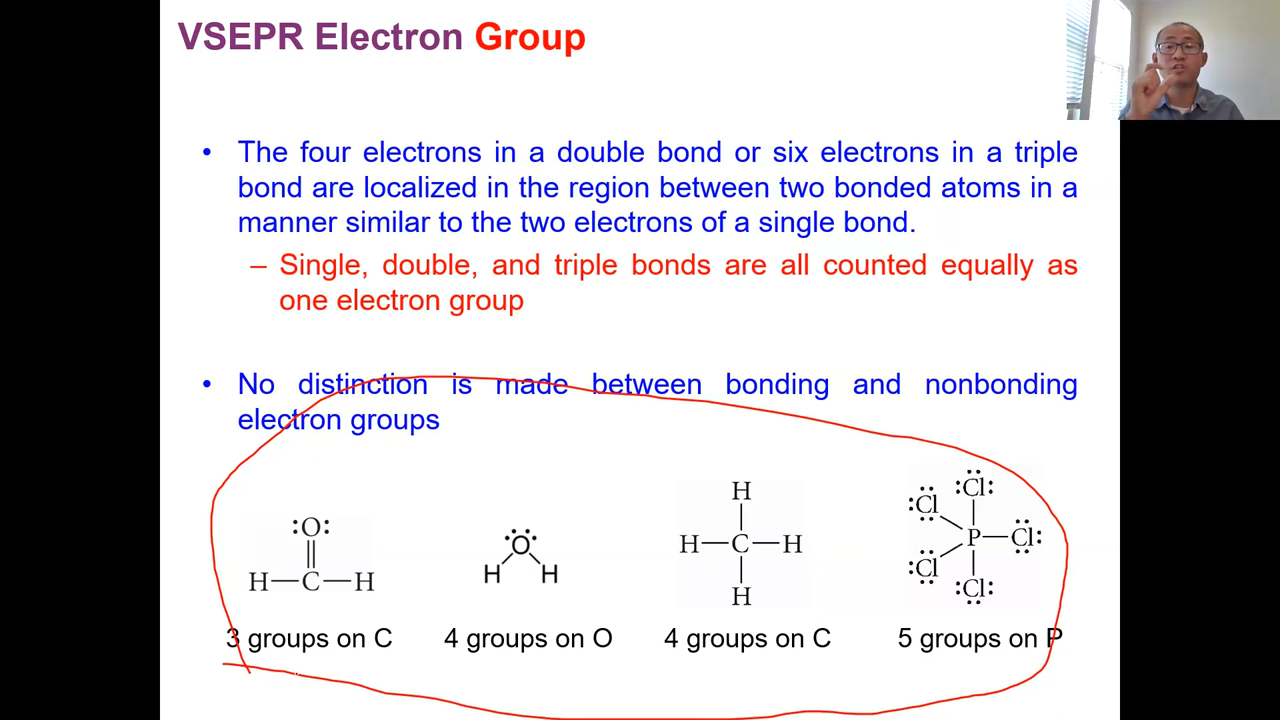 VSEPR Electron Group
• The four electrons in a double bond or six electrons in a triple
bond are localized in the region between two bonded atoms in a
manner similar to the two electrons of a single bond.
– Single, double, and triple bonds are all counted equally as
one electron group
• No distinction is made between bonding and nonbonding
electron groups
:O:
H—C—H
O
H H
H
H—C—H
H
:Cl :Cl:
P—Cl:
:Cl :Cl:
3 groups on C 4 groups on O 4 groups on C 5 groups on P